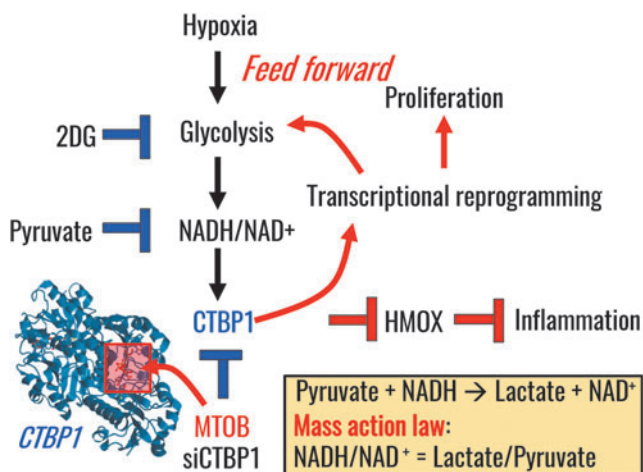 Hypoxia
Feed forward
Proliferation
2DG
Glycolysis
Transcriptional reprogramming
Pyruvate
NADH/NAD+
CTBP1
HMOX
Inflammation
CTBP1
MTOB
siCTBP1
Pyruvate + NADH → Lactate + NAD⁺
Mass action law:
NADH/NAD⁺ = Lactate/Pyruvate